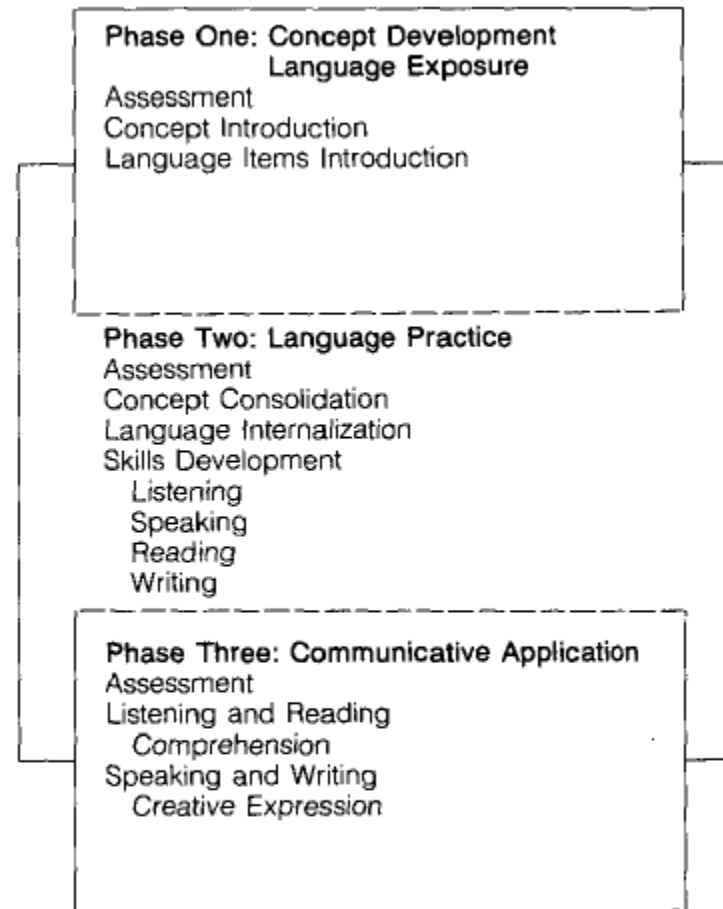 Phase One: Concept Development
Language Exposure
Assessment
Concept Introduction
Language Items Introduction
Phase Two: Language Practice
Assessment
Concept Consolidation
Language Internalization
Skills Development
Listening
Speaking
Reading
Writing
Phase Three: Communicative Application
Assessment
Listening and Reading
Comprehension
Speaking and Writing
Creative Expression